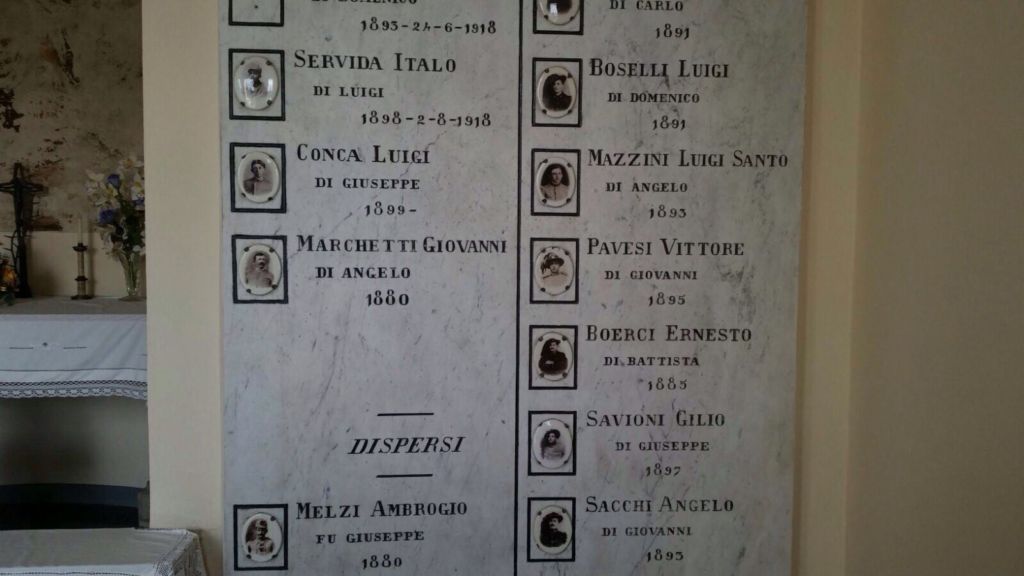 DI DOMENICO
1893-24-6-1918
SERVIDA ITALO
DI LUIGI
1898-2-8-1918
CONCA LUIGI
DI GIUSEPPE
1899-
MARCHETTI GIOVANNI
DI ANGELO
1880
DISPERSI
MELZI AMBROGIO
FU GIUSEPPE
1880
DI CARLO
1891
BOSELLI LUIGI
DI DOMENICO
1891
MAZZINI LUIGI SANTO
DI ANGELO
1893
PAVESI VITTORE
DI GIOVANNI
1895
BOERCI ERNESTO
DI BATTISTA
1885
SAVIONI GILIO
DI GIUSEPPE
1897
SACCHI ANGELO
DI GIOVANNI
1893